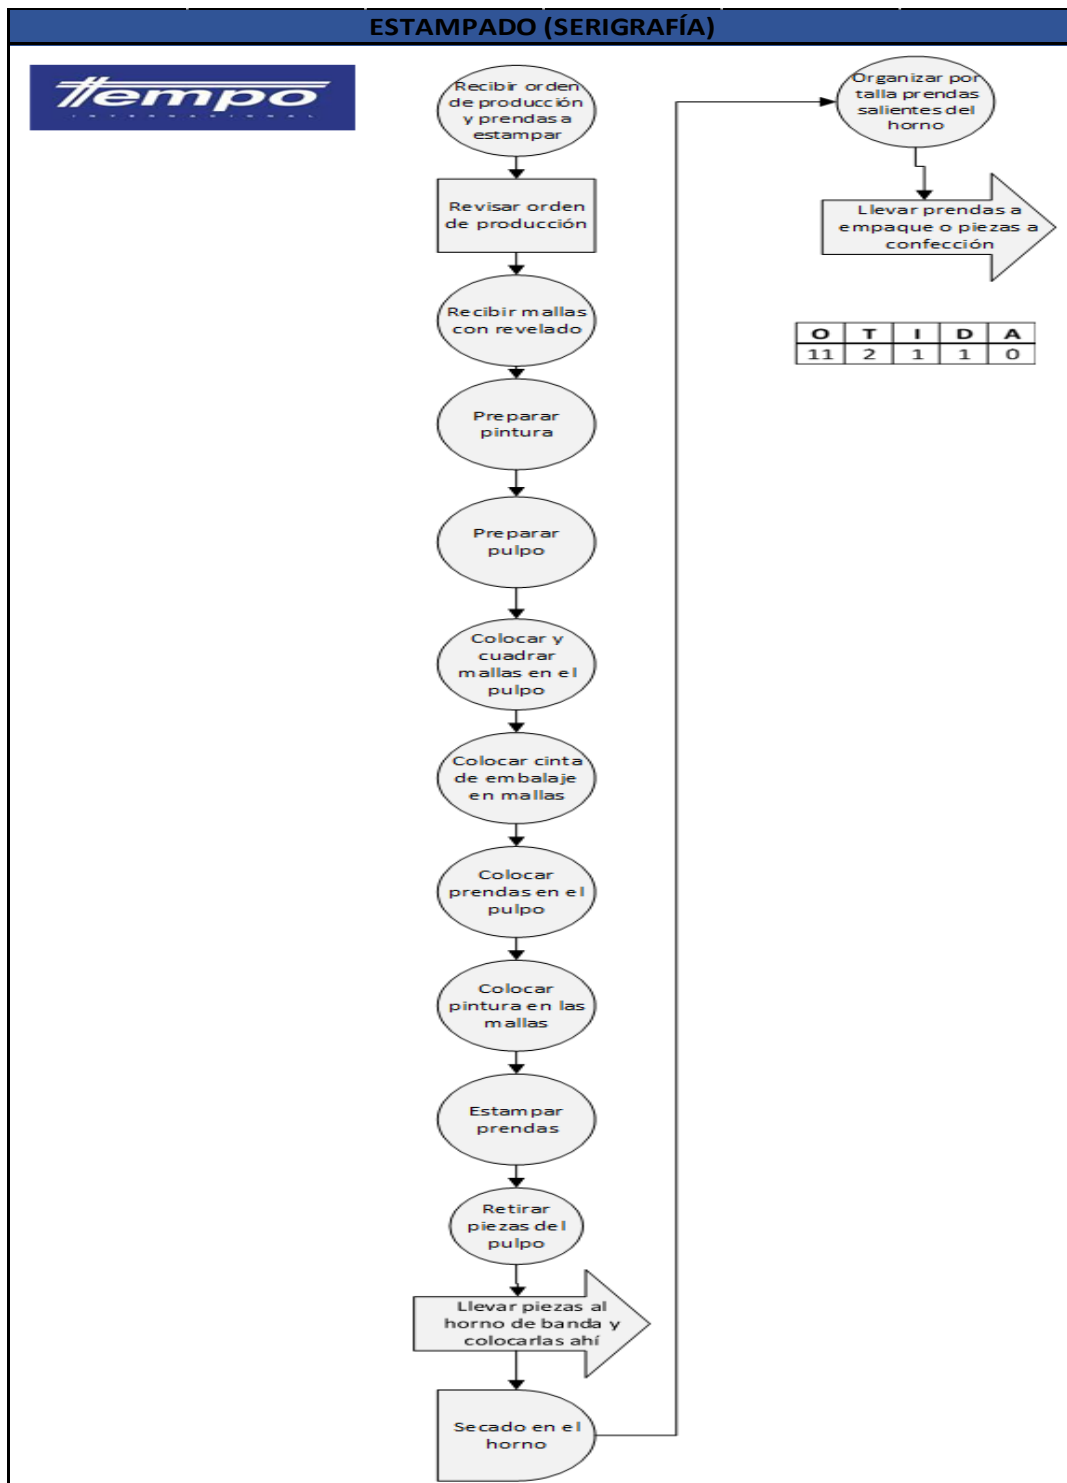 ESTAMPADO (SERIGRAFÍA)
Tempo
INTERNACIONAL
Recibir orden
de producción
y prendas a
estampar
Revisar orden
de producción
Recibir mallas
con revelado
Preparar
pintura
Preparar
pulpo
Colocar y
cuadrar
mallas en el
pulpo
Colocar cinta
de embalaje
en mallas
Colocar
prendas en el
pulpo
Colocar
pintura en las
mallas
Estampar
prendas
Retirar
piezas del
pulpo
Llevar piezas al
horno de banda y
colocarlas ahí
Secado en el
horno
Organizar por
talla prendas
salientes del
horno
Llevar prendas a
empaque o piezas a
confección
O T I D A
11 2 1 1 0